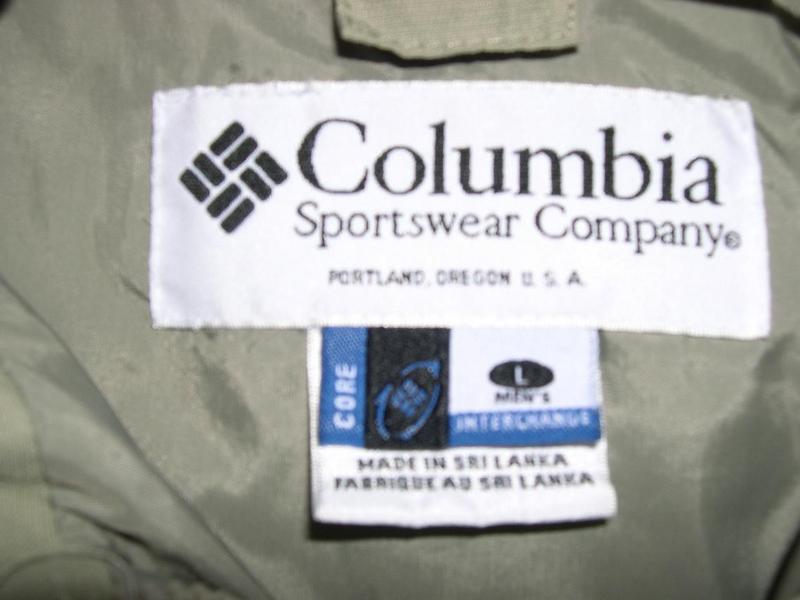 Columbia
Sportswear Company®
PORTLAND, OREGON U. S. A.
CORE
L
MEN'S
INTERCHANGE
MADE IN SRI LANKA
FABRIQUE AU SRI LANKA